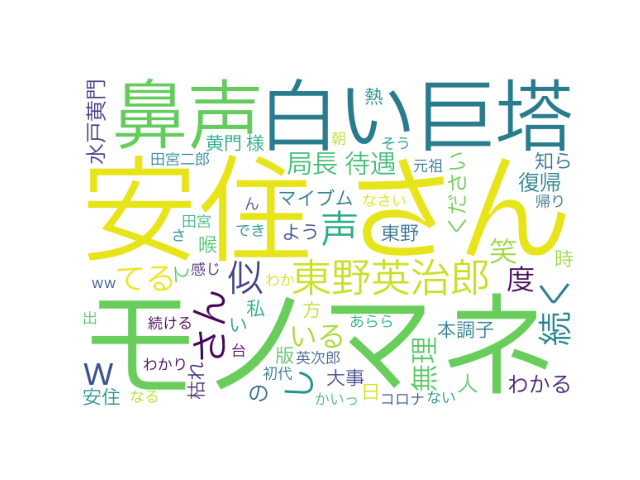 水戸黄門
鼻声
白い巨塔
熱
朝
そう
黄門
様
田宮二郎
局長
待遇
元祖
知ら
ください
復帰
帰り
安住
さん
マイブム
なさい
田宮
ん
さ
喉
でき
よう
声
東野
笑
時
てる
て
感じ
似
わか
東野英治郎
度
続く
モノマネ
ww
出
続ける
さん
い
私
方
いる
あらら
本調子
人
わかり
台
版
英次郎
無理
w
枯れ
初代
大事
わかる
安住
なる
の
し
かいっ
日
コロナ
ない